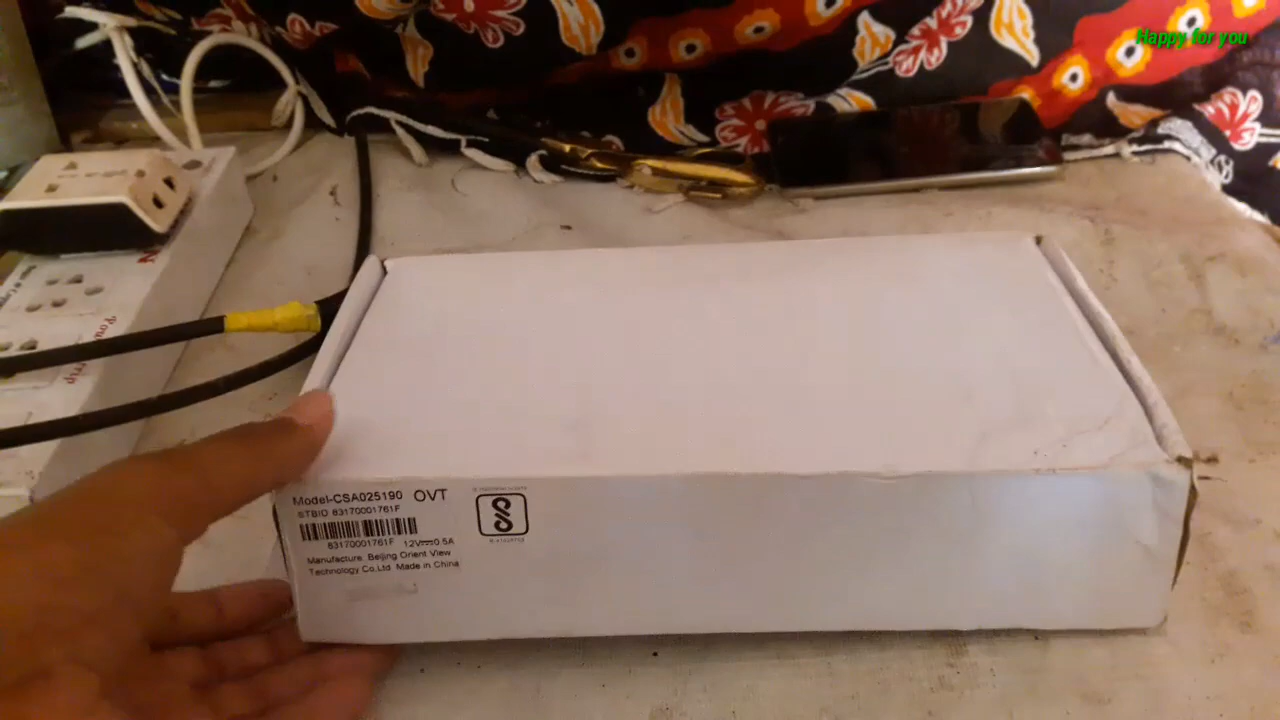 Happy for you
Model-CSA025190 OVT
STBID 83170001761F
83170001761F 12V⎓0.5A
Manufacture. Beijing Orient View
Technology Co.Ltd Made in China